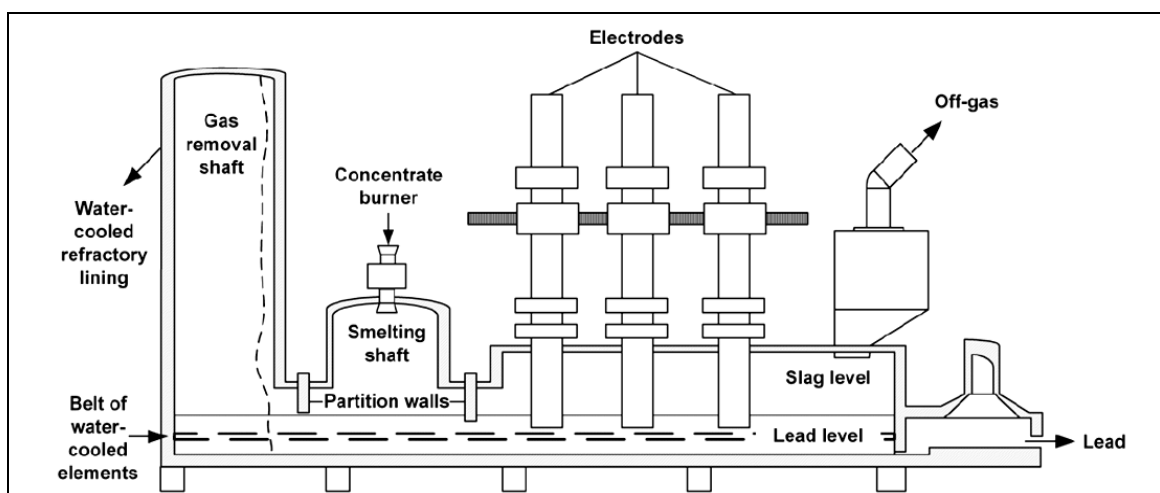 Electrodes
Off-gas
Gas
removal
shaft
Concentrate
burner
Water-
cooled
refractory
lining
Smelting
shaft
Slag level
Partition walls
Belt of
water-
cooled
elements
Lead level
Lead